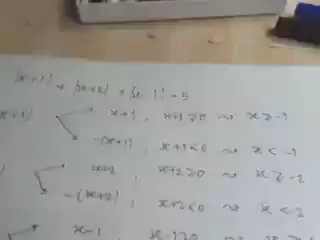 |x+1| + |x+2| + |x-1| = 5
x+1) x+1 , x+1≥0 ⇝ x≥-1
-(x+1) , x+1<0 ⇝ x < -1
) x+2 , x+2≥0 ⇝ x≥-2
-(x+2) , x+2<0 ⇝ x < 2
x-1